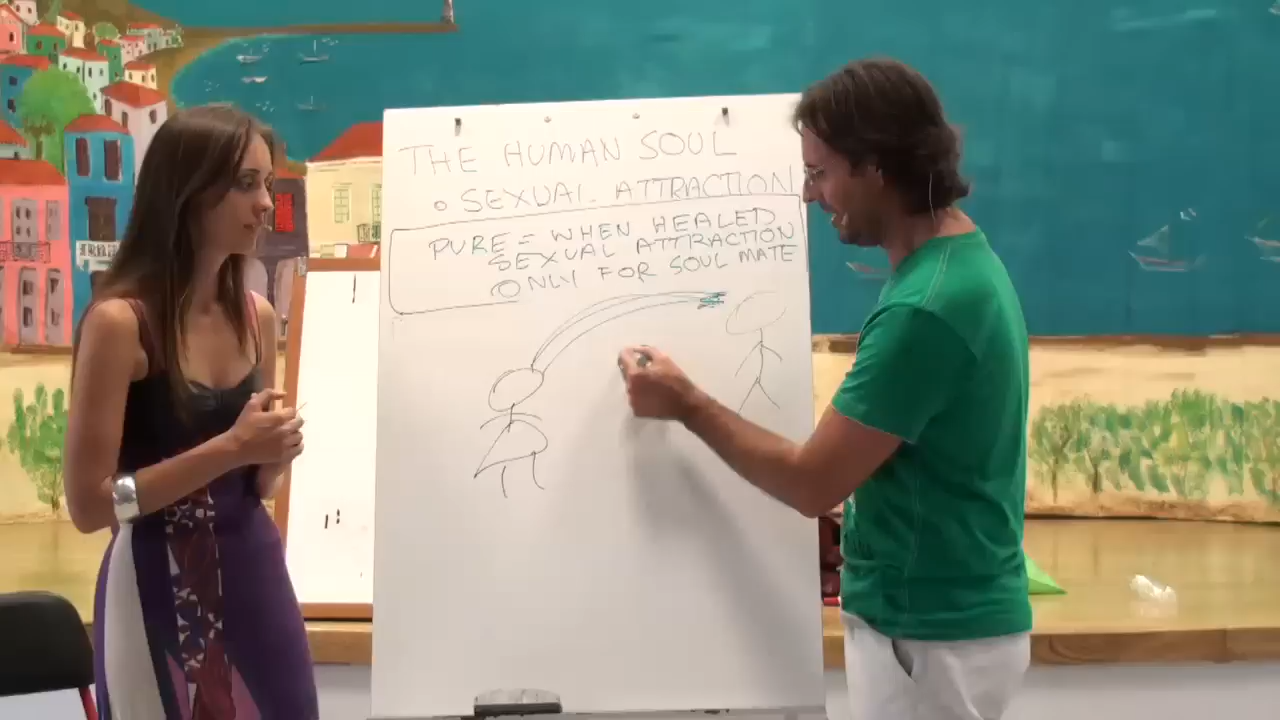 THE HUMAN SOUL
o SEXUAL ATTRACTION
PURE = WHEN HEALED
SEXUAL ATTRACTION
ONLY FOR SOUL MATE